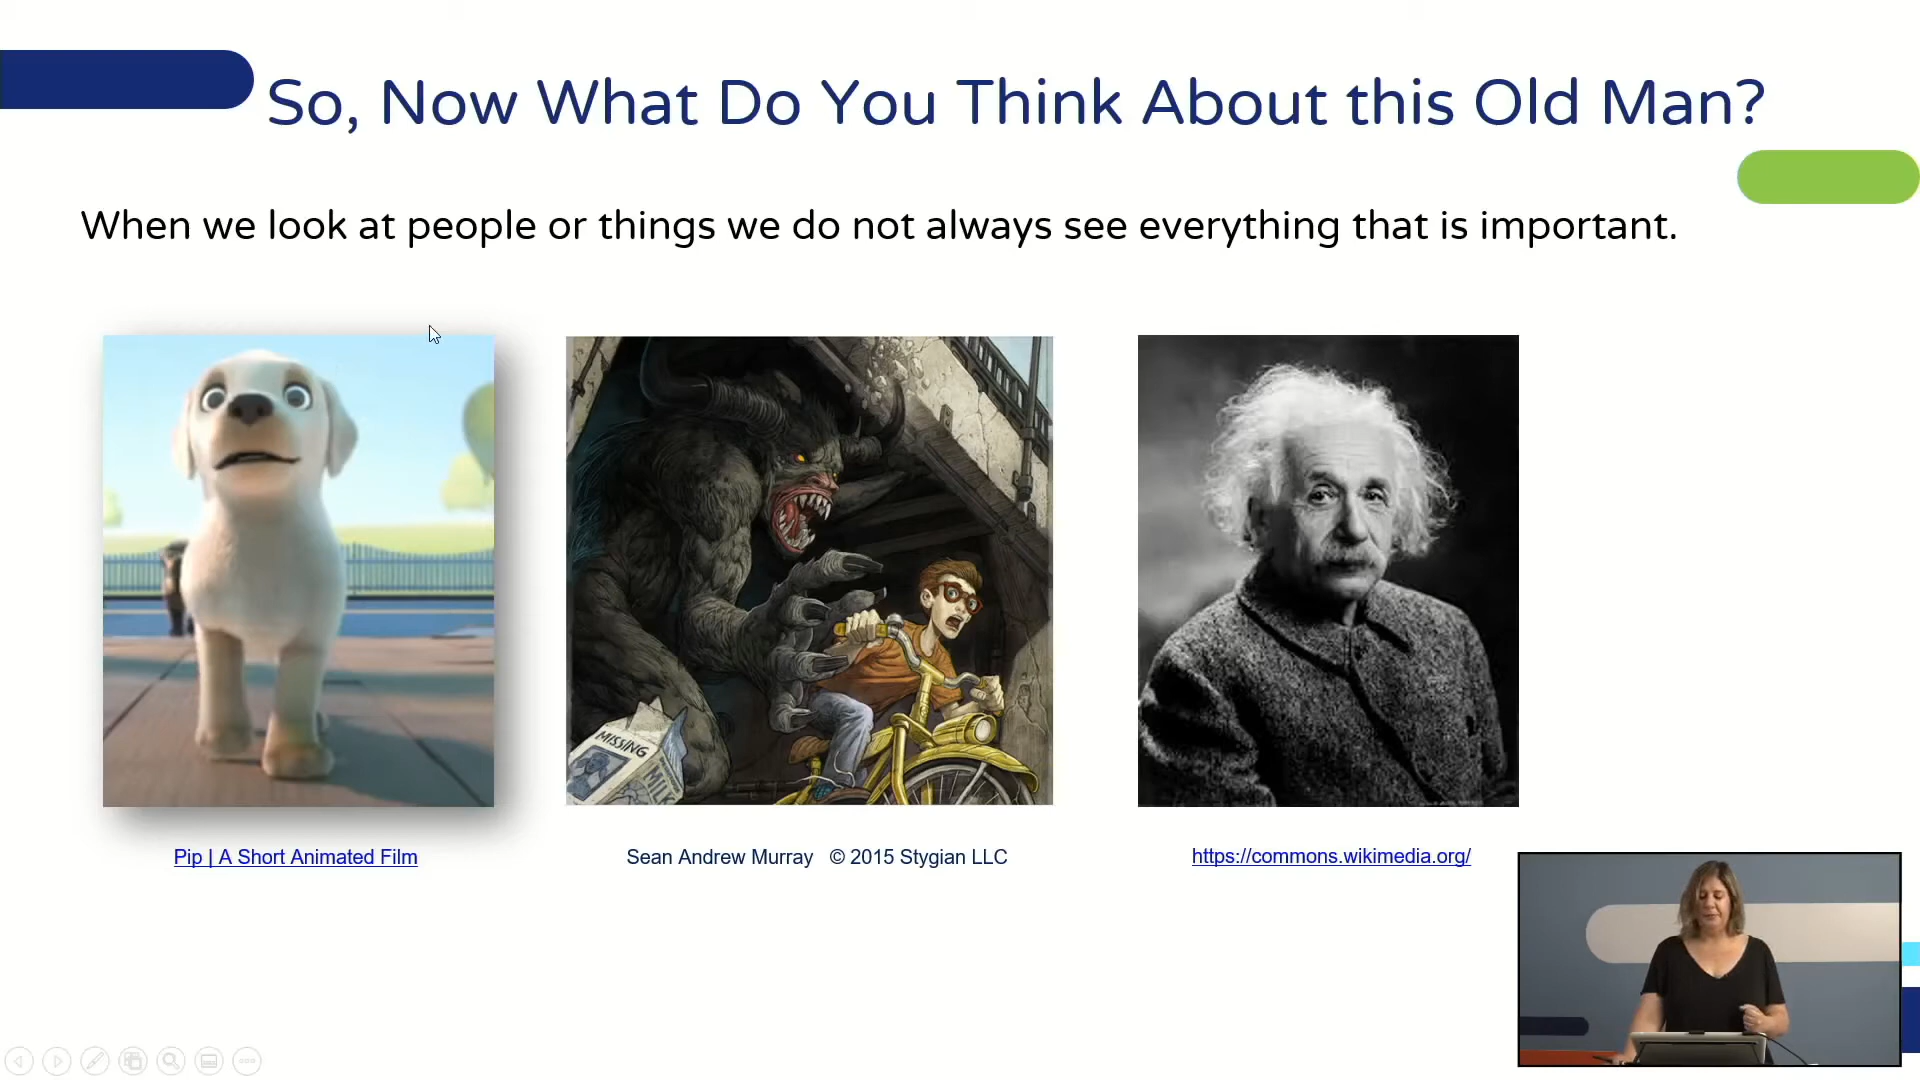 So, Now What Do You Think About this Old Man?
When we look at people or things we do not always see everything that is important.
MISSING
MILK
Pip | A Short Animated Film
Sean Andrew Murray © 2015 Stygian LLC
https://commons.wikimedia.org/